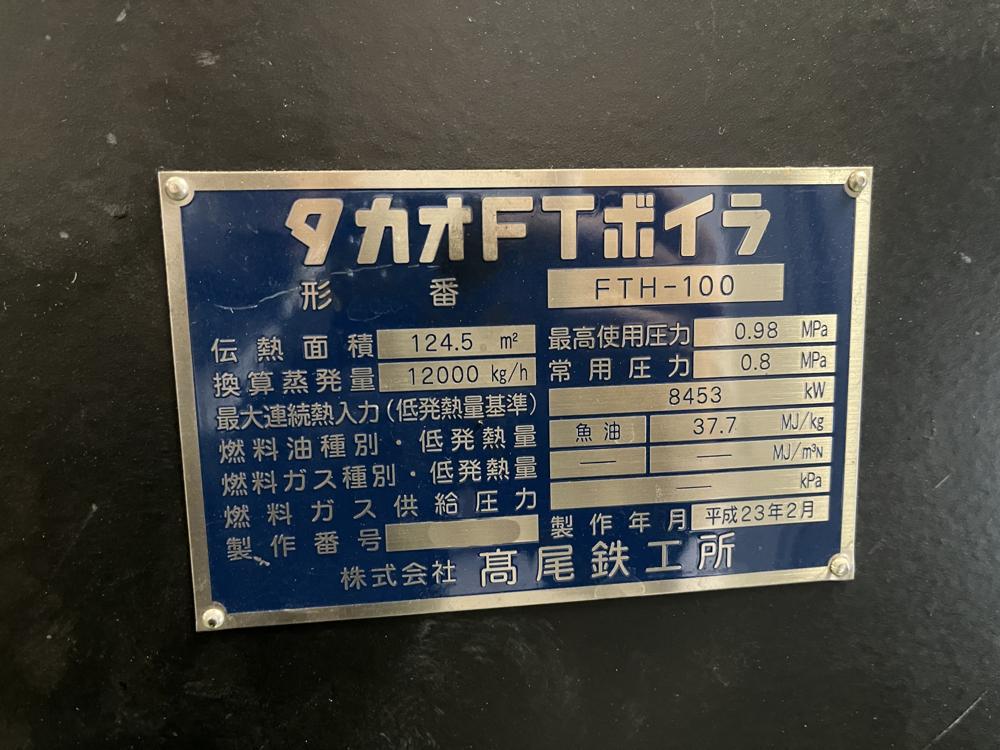 タカオFTボイラ
形番 FTH-100
伝熱面積 124.5 m² 最高使用圧力 0.98 MPa
換算蒸発量 12000 kg/h 常用圧力 0.8 MPa
最大連続熱入力(低発熱量基準) 8453 kW
燃料油種別・低発熱量 魚油 37.7 MJ/kg
燃料ガス種別・低発熱量 — — MJ/m³N
燃料ガス供給圧力 — kPa
製作番号 製作年月 平成23年2月
株式会社 髙尾鉄工所